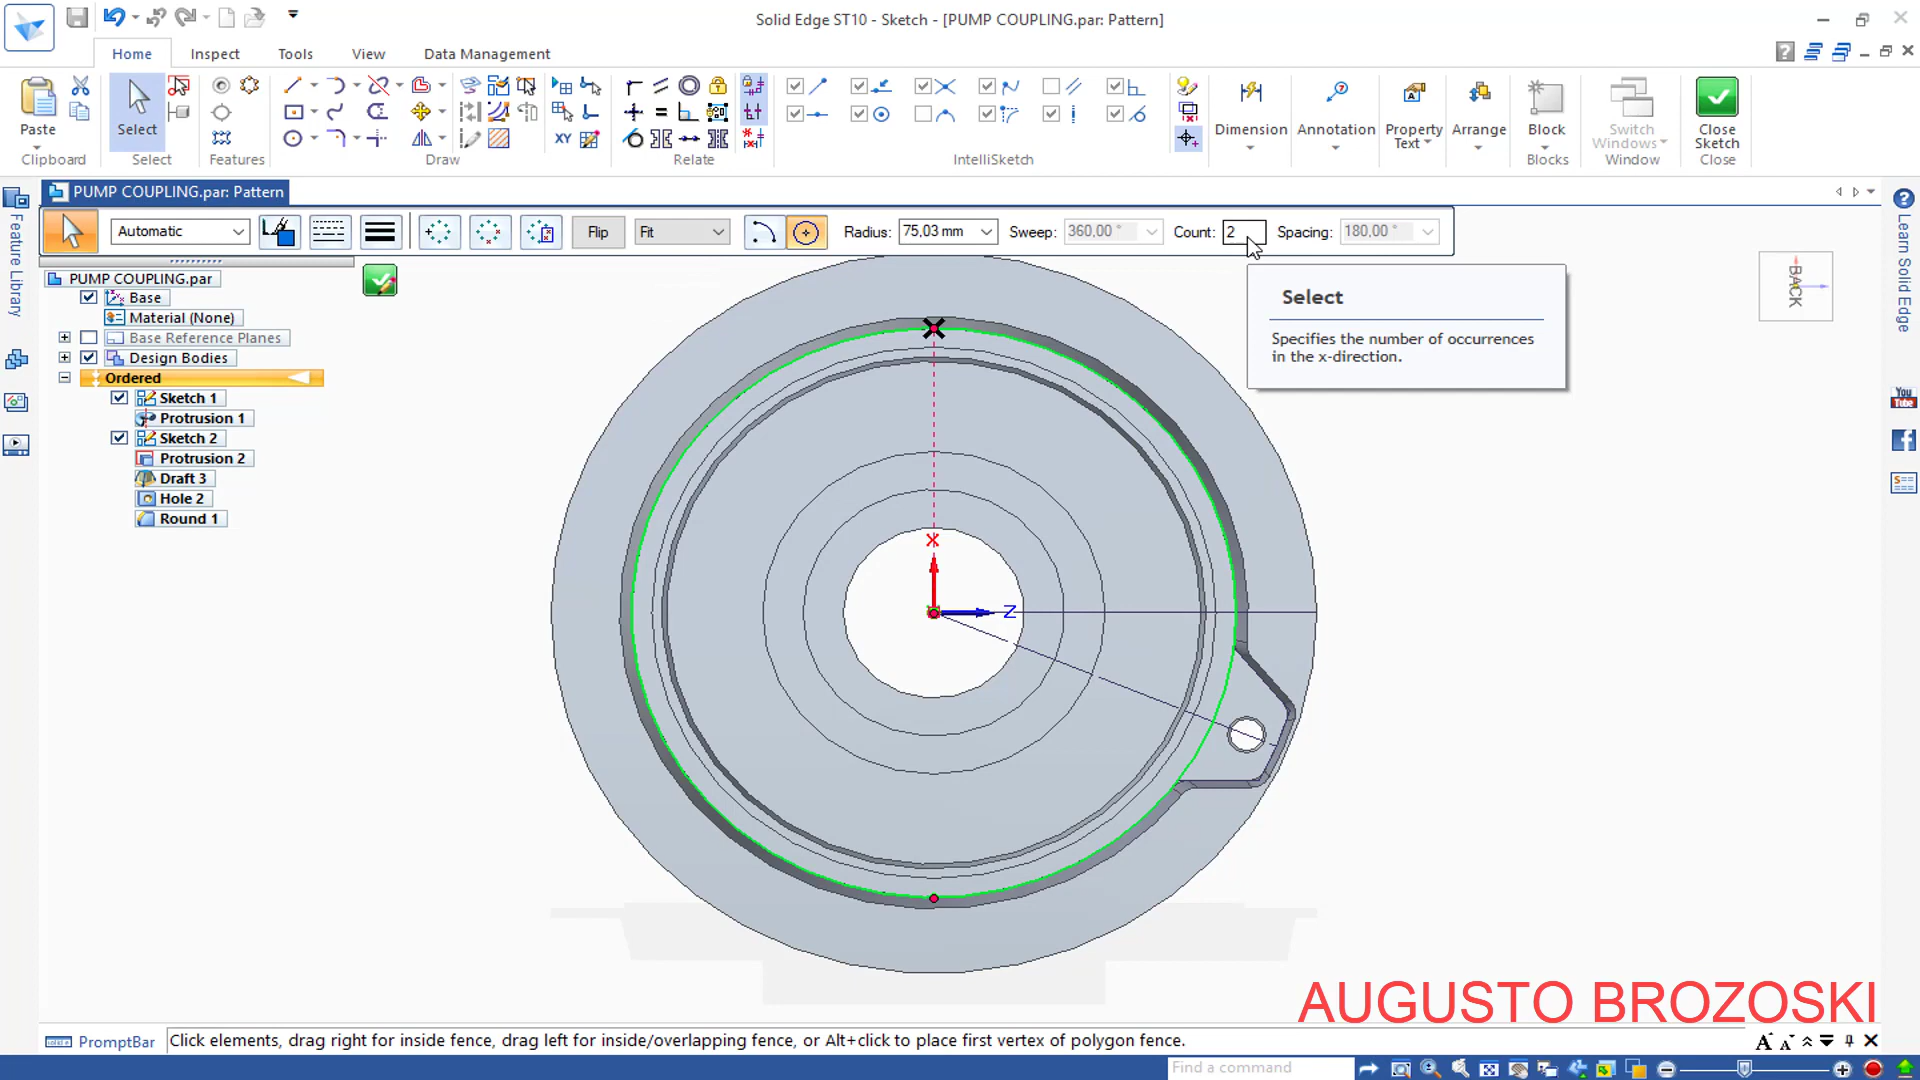 Solid Edge ST10 - Sketch - [PUMP COUPLING.par: Pattern]
Home Inspect Tools View Data Management
Paste
Clipboard
Select
Select
Features
Draw
XY
Relate
IntelliSketch
Dimension
Annotation
Property
Text
Arrange
Block
Blocks
Switch
Windows
Window
Close
Sketch
Close
PUMP COUPLING.par: Pattern
Automatic Flip Fit Radius: 75,03 mm Sweep: 360,00 ° Count: 2 Spacing: 180,00 °
Select
Specifies the number of occurrences
in the x-direction.
PUMP COUPLING.par
Base
Material (None)
Base Reference Planes
Design Bodies
Ordered
Sketch 1
Protrusion 1
Sketch 2
Protrusion 2
Draft 3
Hole 2
Round 1
Feature Library
Learn Solid Edge
You
Tube
BACK
X
Z
AUGUSTO BROZOSKI
PromptBar Click elements, drag right for inside fence, drag left for inside/overlapping fence, or Alt+click to place first vertex of polygon fence.
Find a command